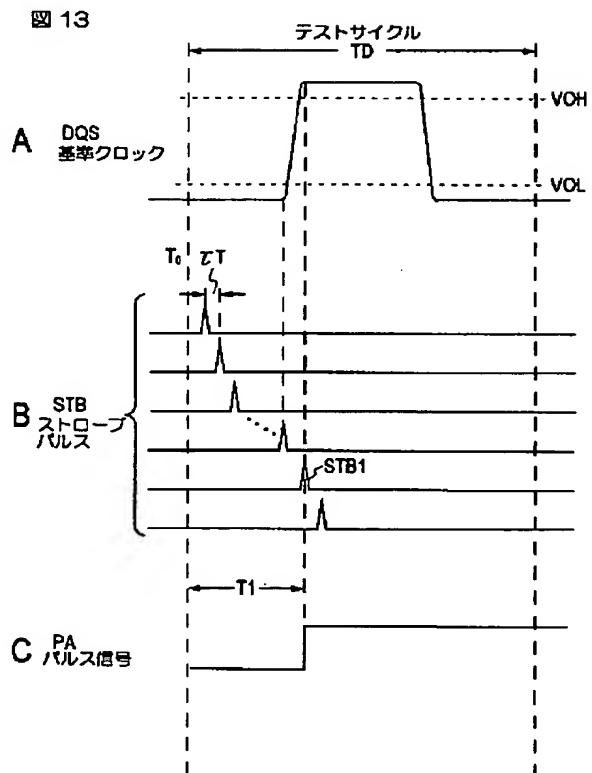 図 13
テストサイクル
TD
VOH
A DQS
基準クロック
VOL
T₀ τT
B STB
ストローブ
パルス
STB1
T1
C PA
パルス信号